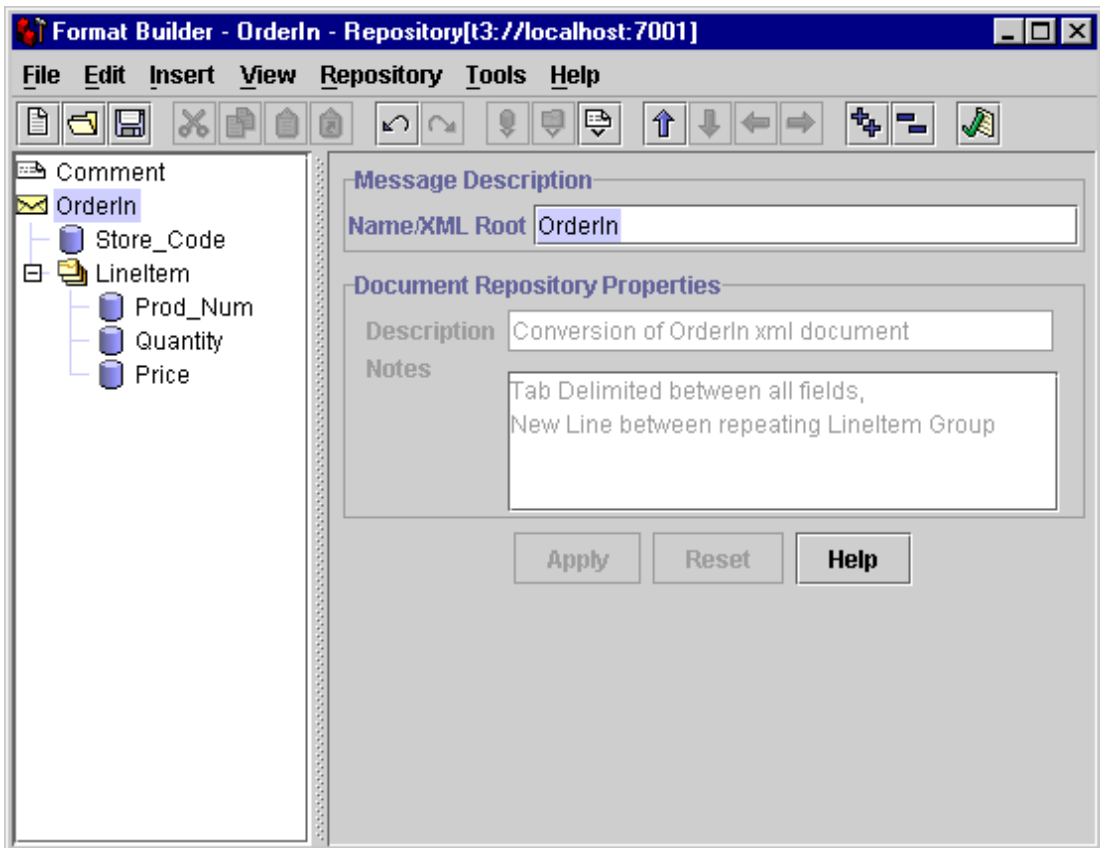 Format Builder - OrderIn - Repository[t3://localhost:7001]
File Edit Insert View Repository Tools Help
Comment
OrderIn
Store_Code
LineItem
Prod_Num
Quantity
Price
Message Description
Name/XML Root OrderIn
Document Repository Properties
Description Conversion of OrderIn xml document
Notes
Tab Delimited between all fields,
New Line between repeating LineItem Group
Apply Reset Help